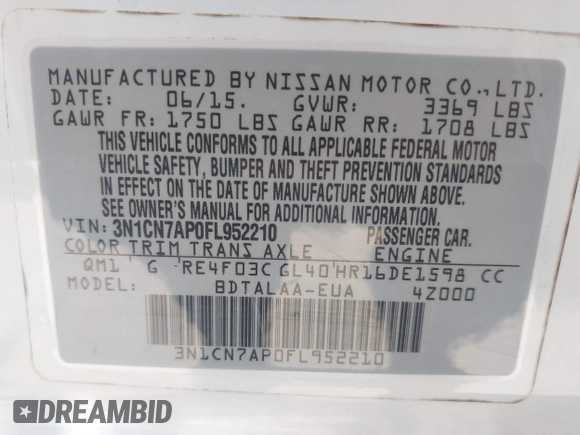 MANUFACTURED BY NISSAN MOTOR CO., LTD.
DATE: 06/15. GVWR: 3369 LBS
GAWR FR: 1750 LBS GAWR RR: 1708 LBS
THIS VEHICLE CONFORMS TO ALL APPLICABLE FEDERAL MOTOR
VEHICLE SAFETY, BUMPER AND THEFT PREVENTION STANDARDS
IN EFFECT ON THE DATE OF MANUFACTURE SHOWN ABOVE.
SEE OWNER'S MANUAL FOR ADDITIONAL INFORMATION.
VIN: 3N1CN7AP0FL952210 PASSENGER CAR.
COLOR TRIM TRANS AXLE ENGINE
QM1 G RE4F03C GL40 HR16DE1598 CC
MODEL: BDTALAA-EUA 4Z000
3N1CN7AP0FL952210
DREAMBID